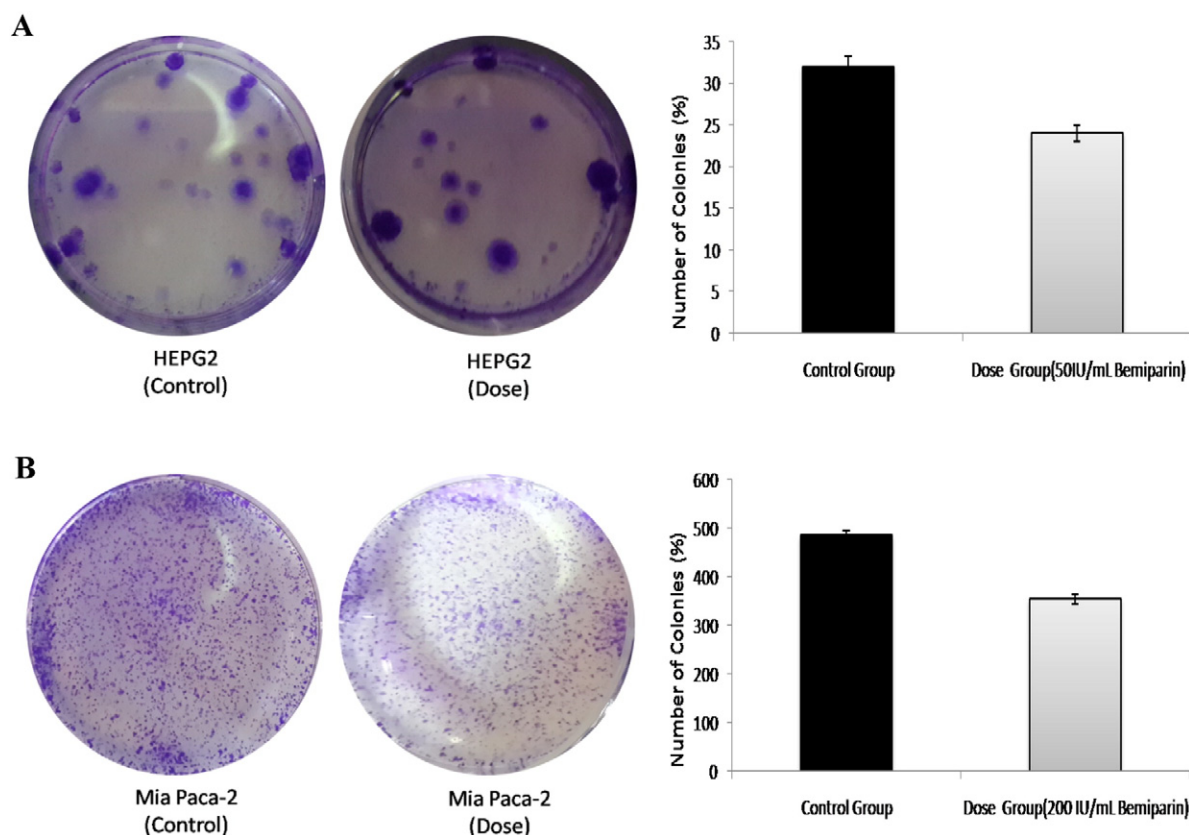 A
HEPG2
(Control)
HEPG2
(Dose)
Number of Colonies (%)
35
30
25
20
15
10
5
0
Control Group
Dose Group(50IU/mL Bemiparin)
B
Mia Paca-2
(Control)
Mia Paca-2
(Dose)
Number of Colonies (%)
600
500
400
300
200
100
0
Control Group
Dose Group(200 IU/mL Bemiparin)